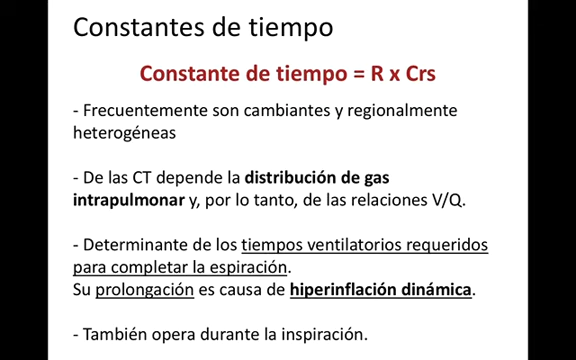 Constantes de tiempo
Constante de tiempo = R x Crs
- Frecuentemente son cambiantes y regionalmente
heterogéneas
- De las CT depende la distribución de gas
intrapulmonar y, por lo tanto, de las relaciones V/Q.
- Determinante de los tiempos ventilatorios requeridos
para completar la espiración.
Su prolongación es causa de hiperinflación dinámica.
- También opera durante la inspiración.